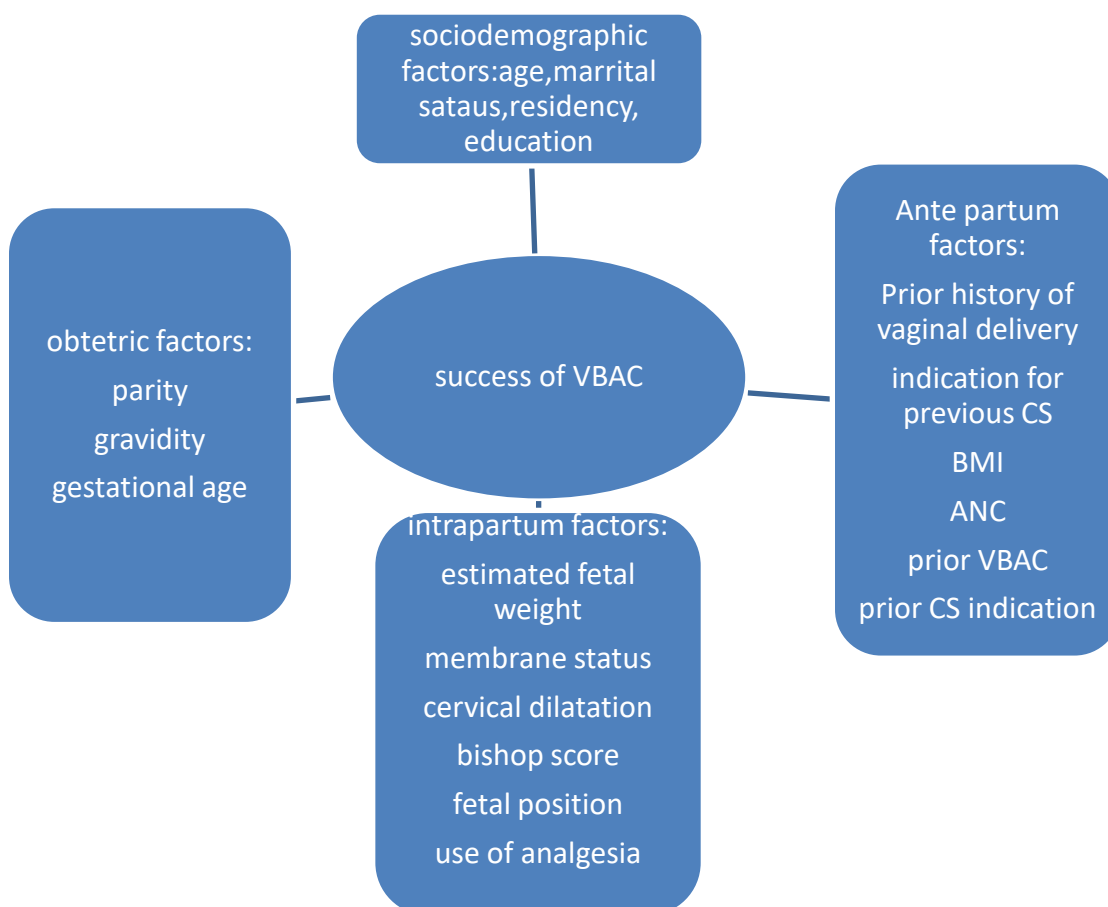 sociodemographic
factors:age,marrital
sataus,residency,
education
obtetric factors:
parity
gravidity
gestational age
success of VBAC
Ante partum
factors:
Prior history of
vaginal delivery
indication for
previous CS
BMI
ANC
prior VBAC
prior CS indication
intrapartum factors:
estimated fetal
weight
membrane status
cervical dilatation
bishop score
fetal position
use of analgesia